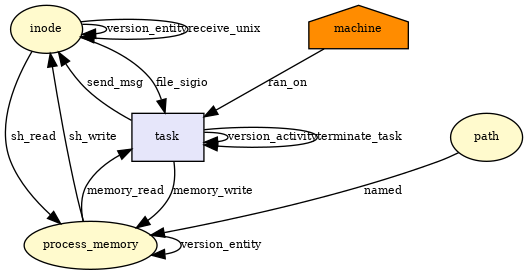 inode
version_entity
receive_unix
machine
send_msg
file_sigio
ran_on
sh_read
sh_write
task
version_activity
terminate_task
path
memory_read
memory_write
named
process_memory
version_entity